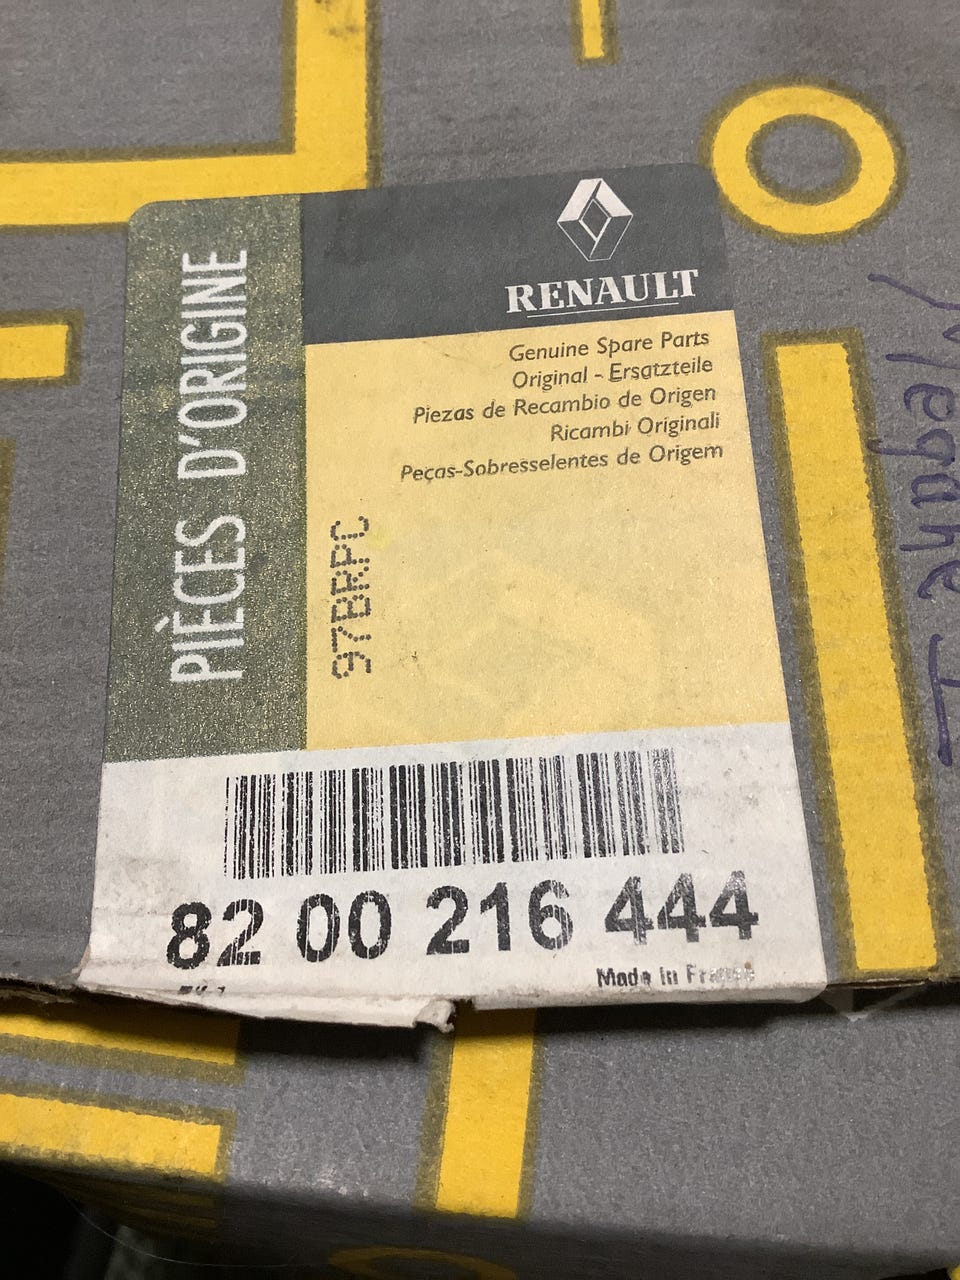 RENAULT
PIÈCES D'ORIGINE
Genuine Spare Parts
Original - Ersatzteile
Piezas de Recambio de Origen
Ricambi Originali
Peças-Sobresselentes de Origem
97BRPC
82 00 216 444
Made in France
Megane I